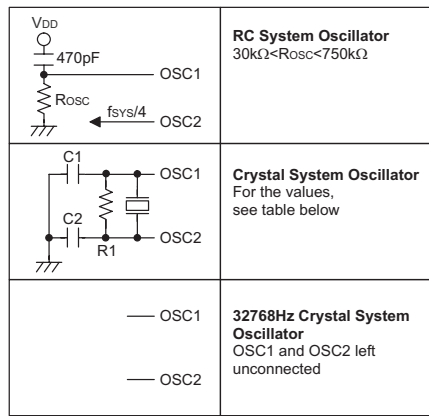 VDD
470pF
OSC1
ROSC
fSYS/4
OSC2
RC System Oscillator
30kΩ<ROSC<750kΩ
C1
OSC1
C2
OSC2
R1
Crystal System Oscillator
For the values,
see table below
OSC1
OSC2
32768Hz Crystal System
Oscillator
OSC1 and OSC2 left
unconnected